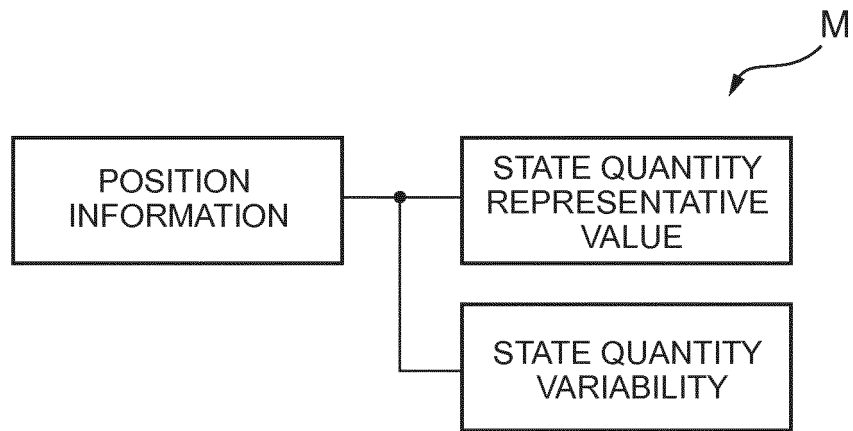 M
POSITION
INFORMATION
STATE QUANTITY
REPRESENTATIVE
VALUE
STATE QUANTITY
VARIABILITY